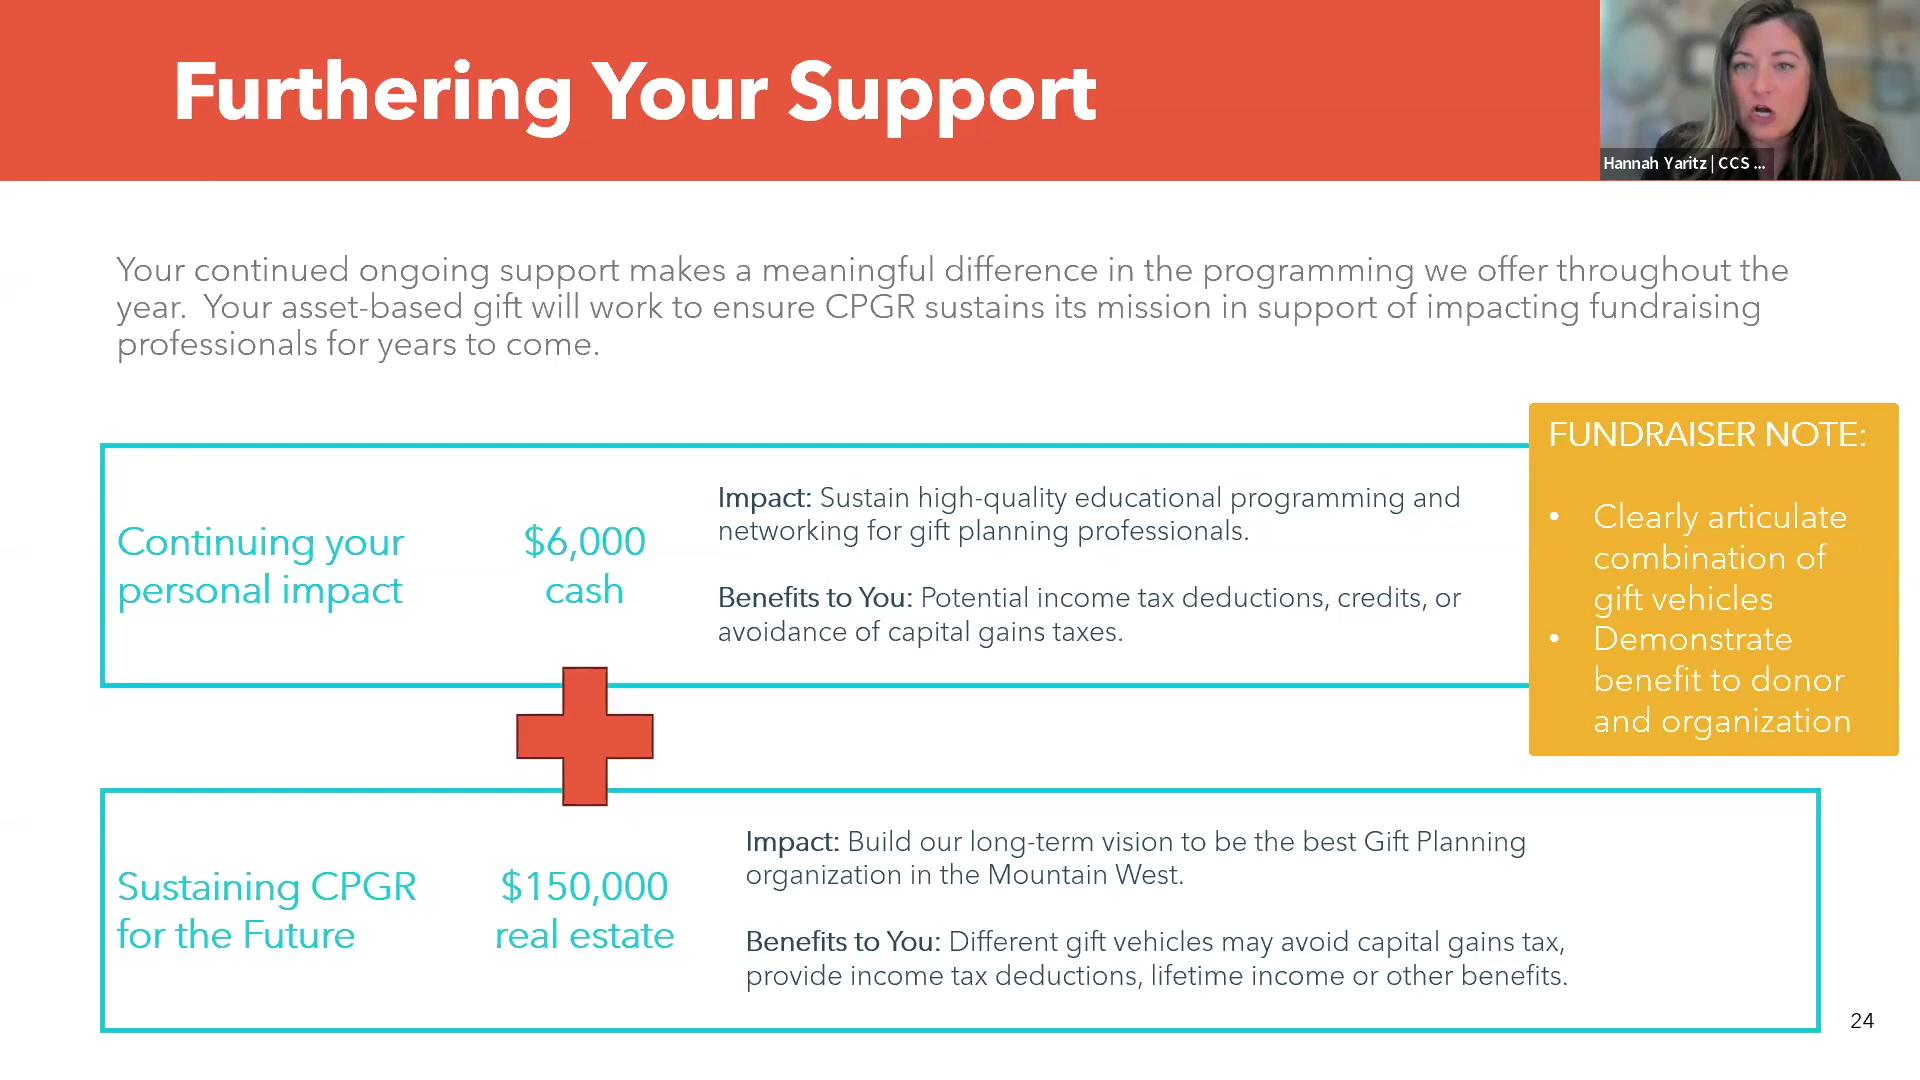 Furthering Your Support
Hannah Yaritz | CCS ...
Your continued ongoing support makes a meaningful difference in the programming we offer throughout the
year.  Your asset-based gift will work to ensure CPGR sustains its mission in support of impacting fundraising
professionals for years to come.
Continuing your
personal impact
$6,000
cash
Impact: Sustain high-quality educational programming and
networking for gift planning professionals.
Benefits to You: Potential income tax deductions, credits, or
avoidance of capital gains taxes.
FUNDRAISER NOTE:
• Clearly articulate
combination of
gift vehicles
• Demonstrate
benefit to donor
and organization
Sustaining CPGR
for the Future
$150,000
real estate
Impact: Build our long-term vision to be the best Gift Planning
organization in the Mountain West.
Benefits to You: Different gift vehicles may avoid capital gains tax,
provide income tax deductions, lifetime income or other benefits.
24